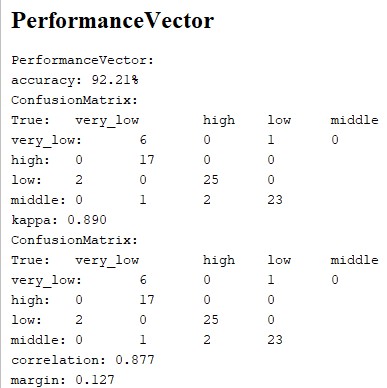 PerformanceVector
PerformanceVector:
accuracy: 92.21%
ConfusionMatrix:
True: very_low high low middle
very_low: 6 0 1 0
high: 0 17 0 0
low: 2 0 25 0
middle: 0 1 2 23
kappa: 0.890
ConfusionMatrix:
True: very_low high low middle
very_low: 6 0 1 0
high: 0 17 0 0
low: 2 0 25 0
middle: 0 1 2 23
correlation: 0.877
margin: 0.127